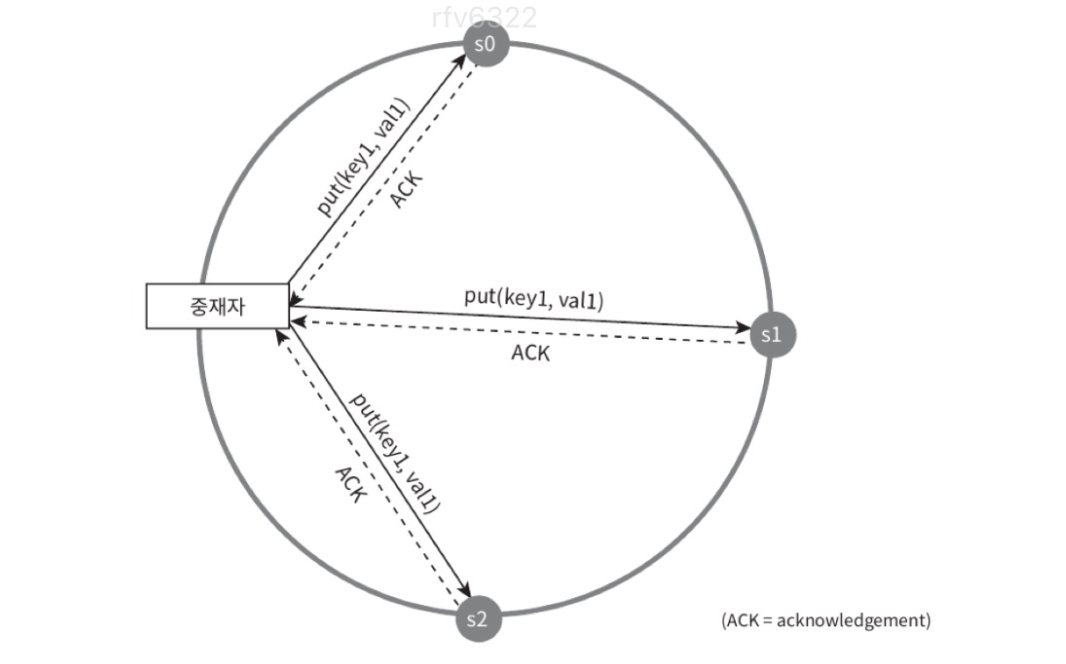 rfv6322
s0
put(key1, val1)
ACK
중재자
put(key1, val1)
s1
ACK
put(key1, val1)
ACK
s2
(ACK = acknowledgement)